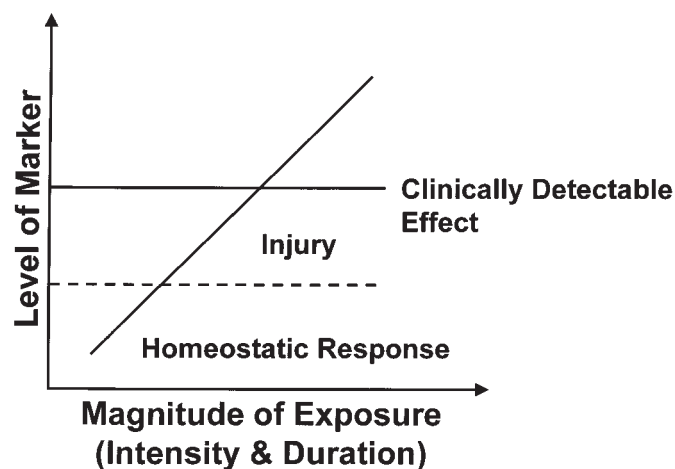 Level of Marker
Clinically Detectable
Effect
Injury
Homeostatic Response
Magnitude of Exposure
(Intensity & Duration)